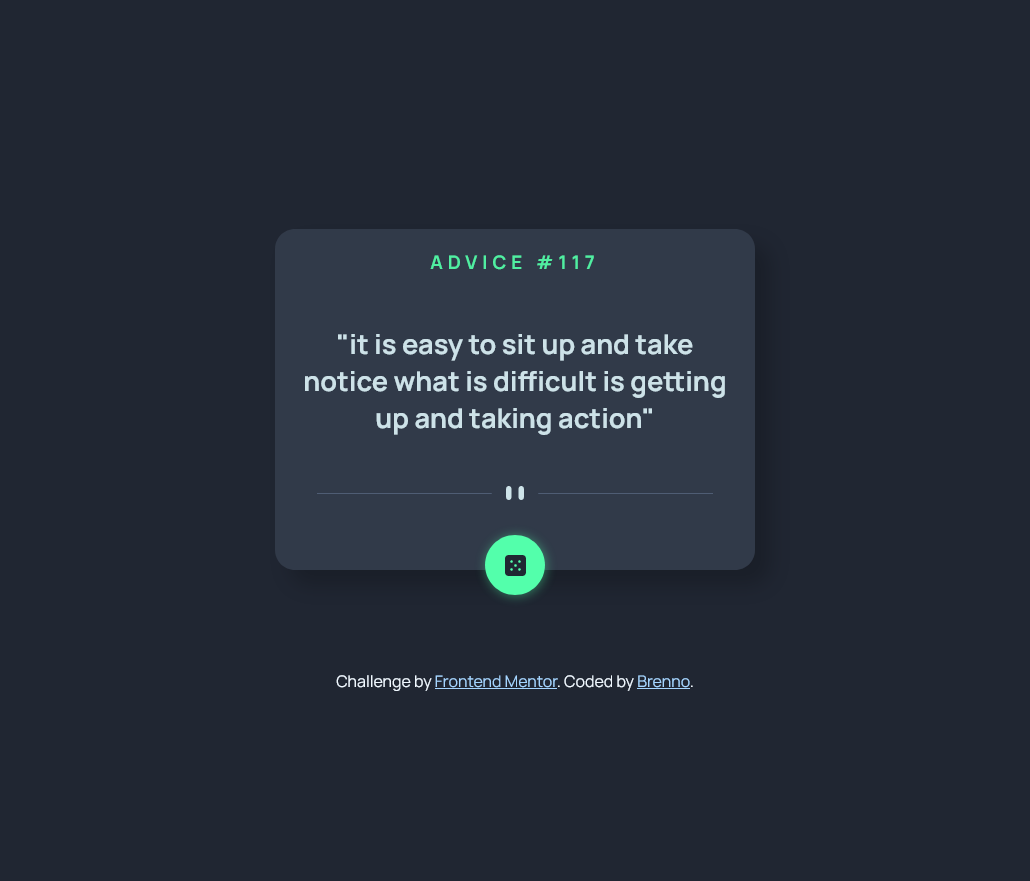 ADVICE #117
"it is easy to sit up and take
notice what is difficult is getting
up and taking action"
Challenge by Frontend Mentor. Coded by Brenno.